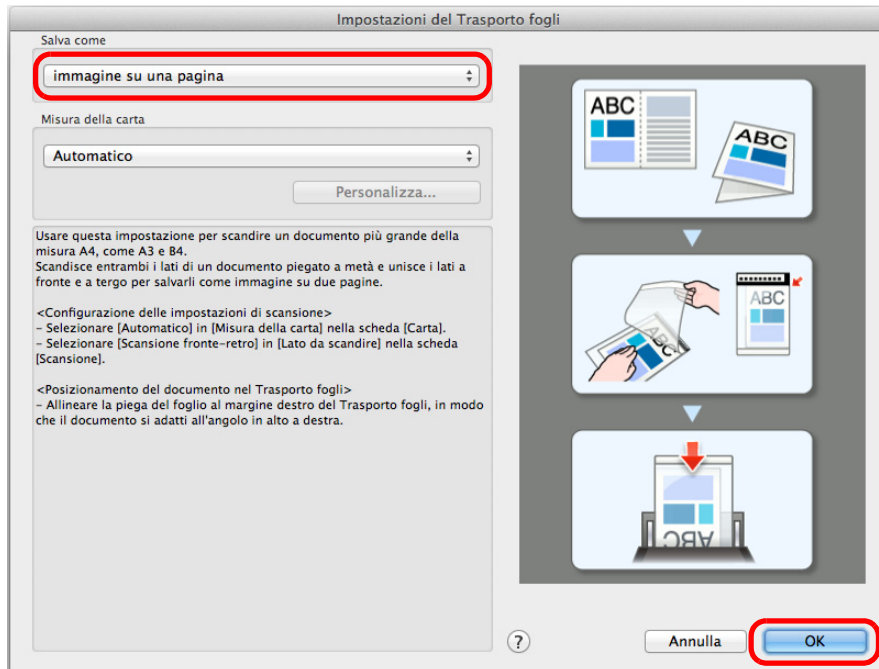 Impostazioni del Trasporto fogli
Salva come
immagine su una pagina
Misura della carta
Automatico
Personalizza...
Usare questa impostazione per scandire un documento più grande della
misura A4, come A3 e B4.
Scandisce entrambi i lati di un documento piegato a metà e unisce i lati a
fronte e a tergo per salvarli come immagine su due pagine.
<Configurazione delle impostazioni di scansione>
- Selezionare [Automatico] in [Misura della carta] nella scheda [Carta].
- Selezionare [Scansione fronte-retro] in [Lato da scandire] nella scheda
[Scansione].
<Posizionamento del documento nel Trasporto fogli>
- Allineare la piega del foglio al margine destro del Trasporto fogli, in modo
che il documento si adatti all'angolo in alto a destra.
ABC
ABC
ABC
ABC
ABC
?
Annulla
OK